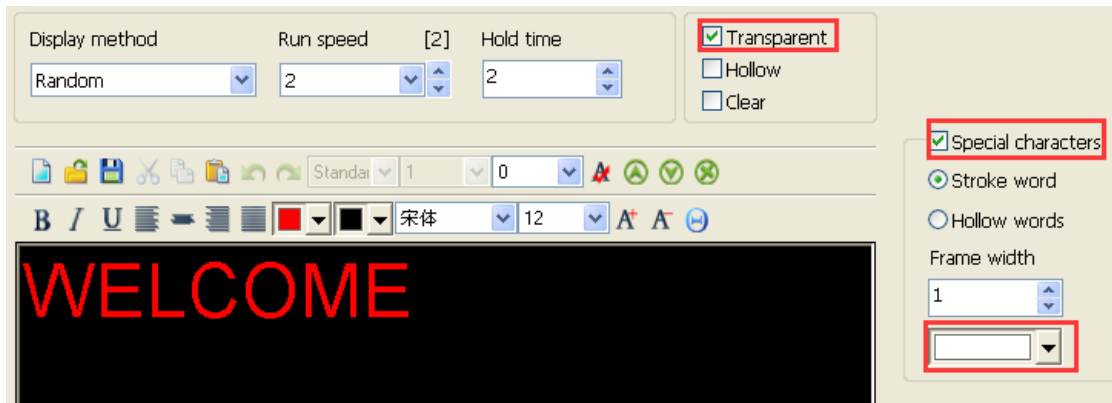 Display method
Run speed [2]
Hold time
Random
2
2
Transparent
Hollow
Clear
Special characters
Stroke word
Hollow words
Frame width
1
Standar 1 0
B I U 宋体 12 A+ A-
WELCOME